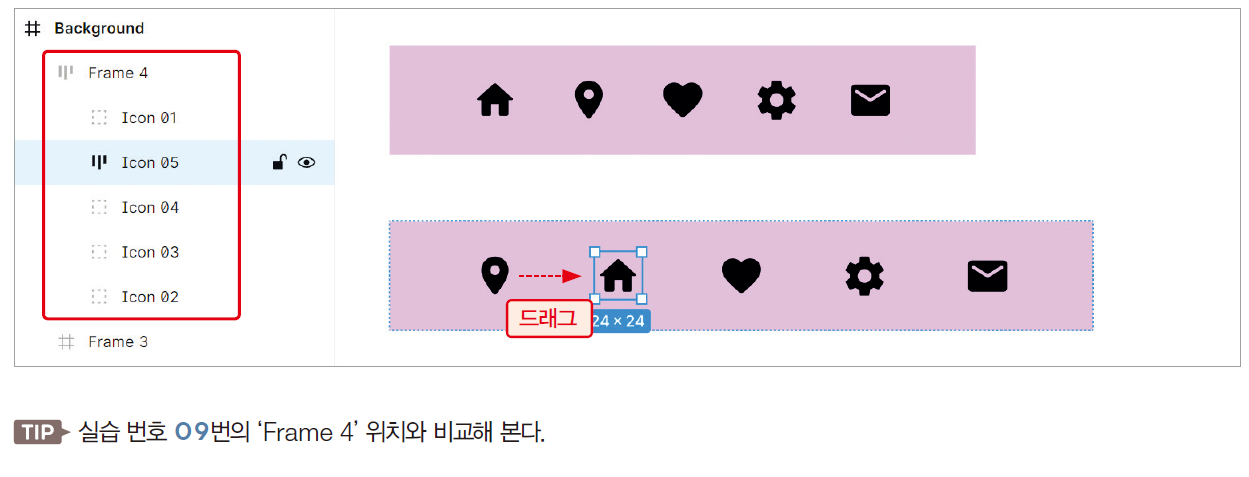 Background
Frame 4
Icon 01
Icon 05
Icon 04
Icon 03
Icon 02
Frame 3
드래그
24 × 24
TIP 실습 번호 09번의 ‘Frame 4’ 위치와 비교해 본다.